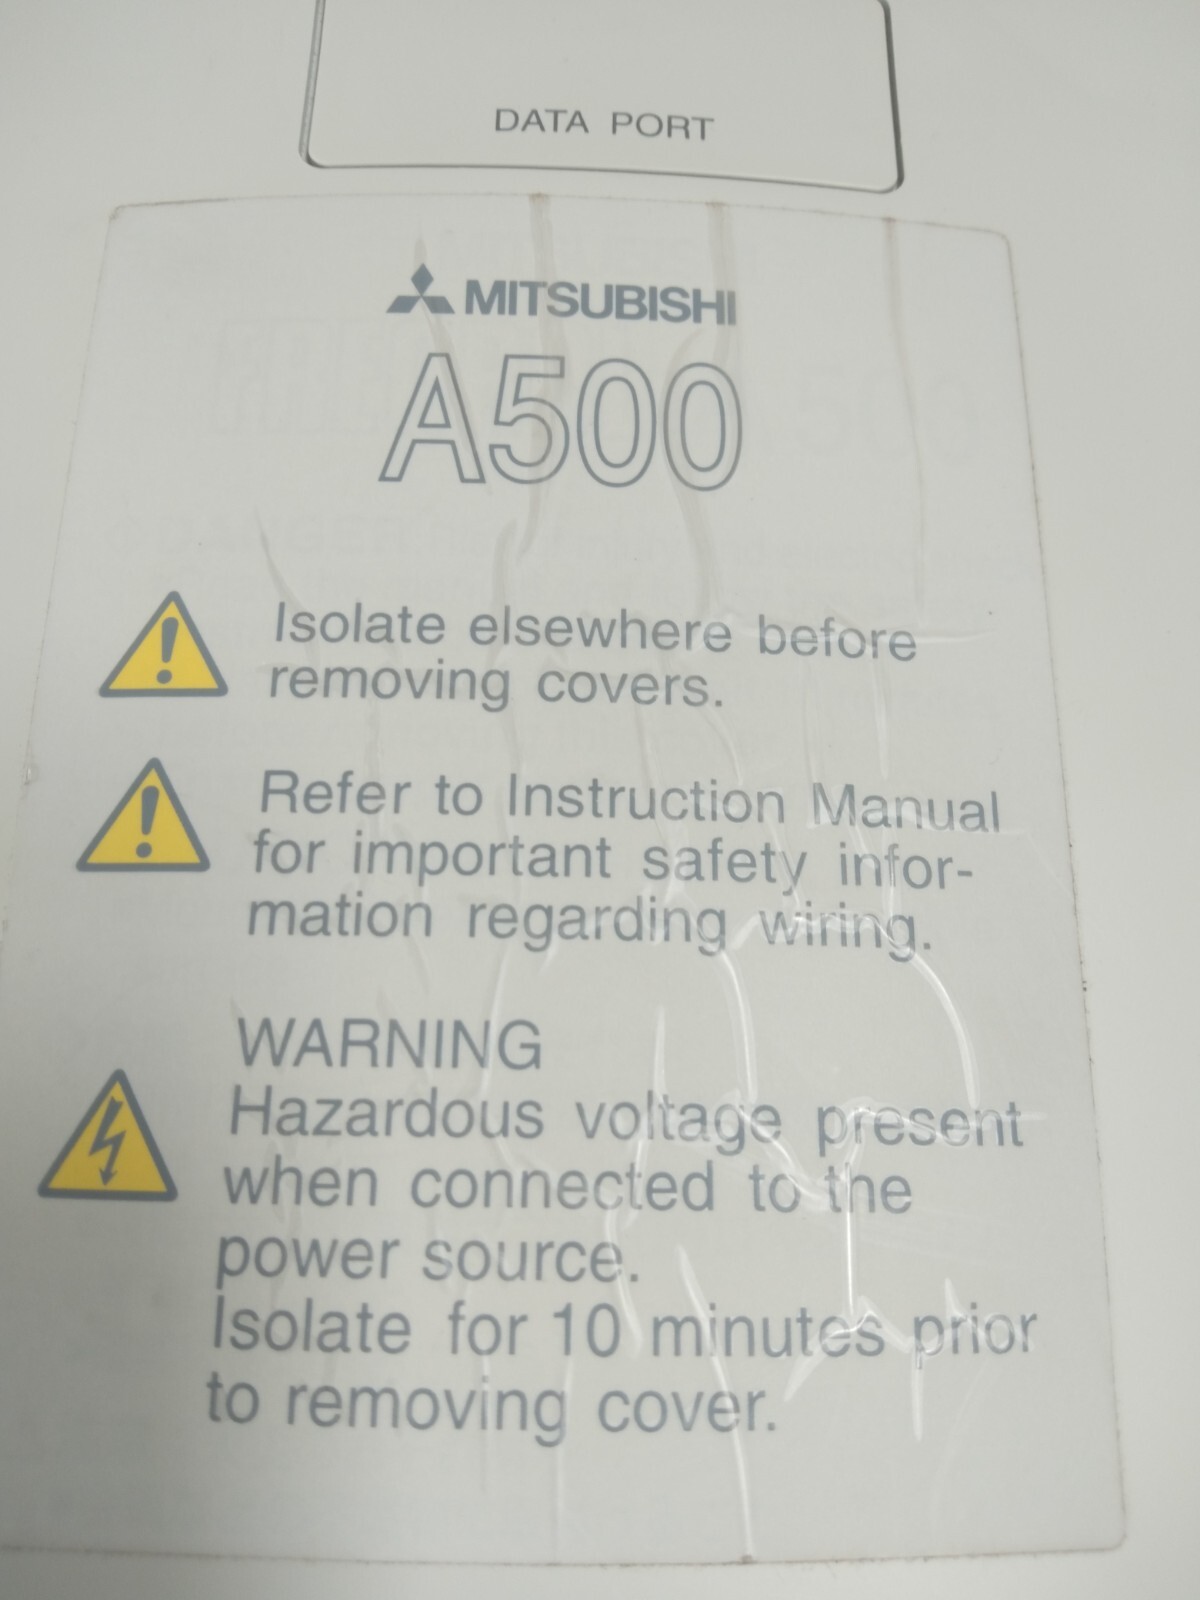 DATA PORT
MITSUBISHI
A500
Isolate elsewhere before
removing covers.
Refer to Instruction Manual
for important safety infor-
mation regarding wiring.
WARNING
Hazardous voltage present
when connected to the
power source.
Isolate for 10 minutes prior
to removing cover.